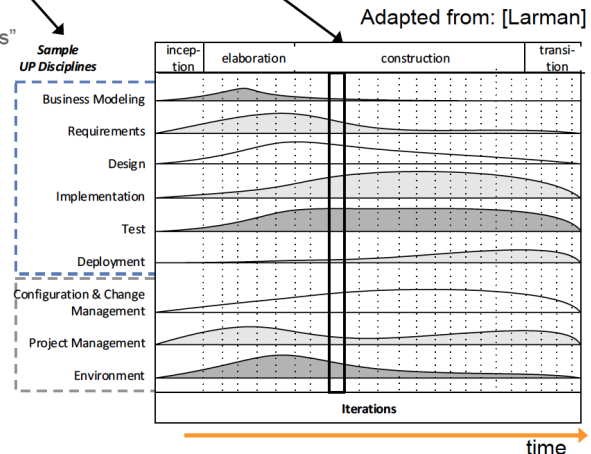 Adapted from: [Larman]
s"
Sample
UP Disciplines
incep-
tion
elaboration
construction
transi-
tion
Business Modeling
Requirements
Design
Implementation
Test
Deployment
Configuration & Change
Management
Project Management
Environment
Iterations
time